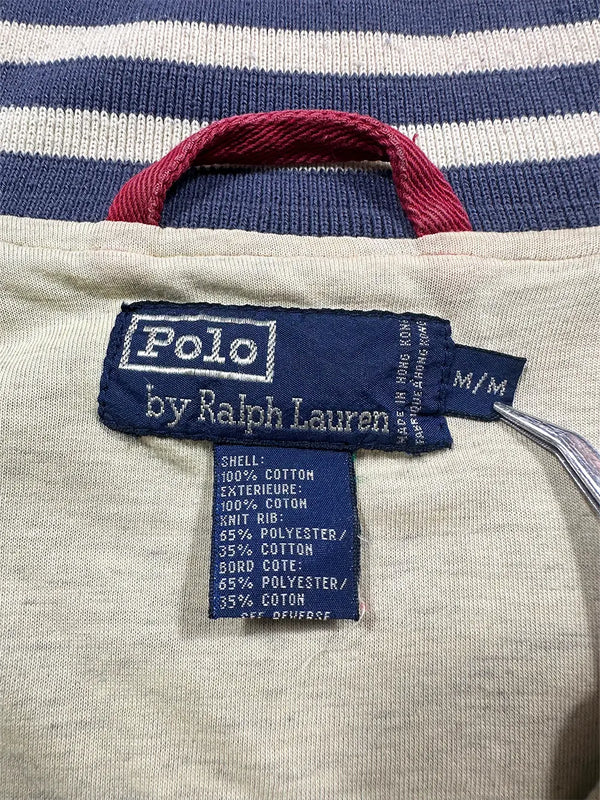 Polo
by Ralph Lauren
MADE IN HONG KONG
FABRIQUÉ À HONG KONG
M/M
SHELL:
100% COTTON
EXTERIEURE:
100% COTON
KNIT RIB:
65% POLYESTER/
35% COTTON
BORD COTE:
65% POLYESTER/
35% COTON
SEE REVERSE